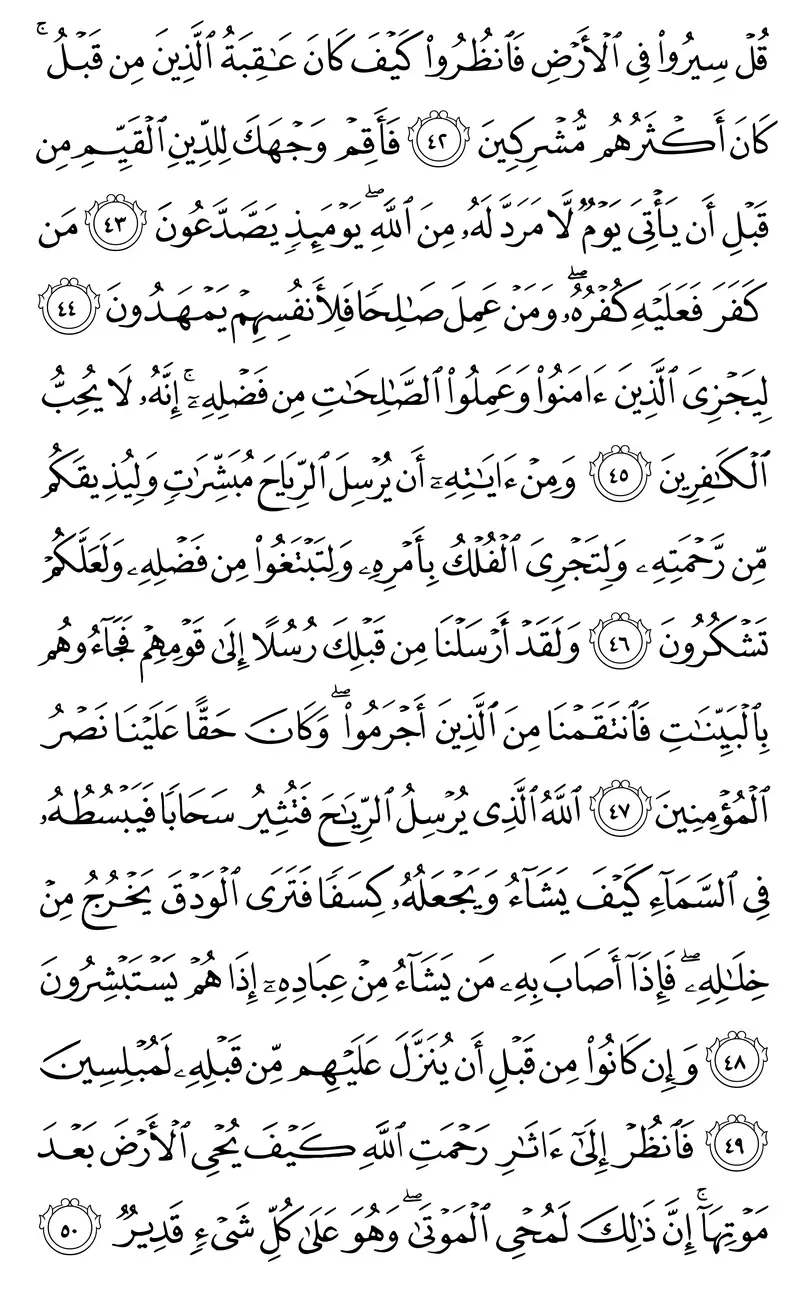 قُلۡ سِيرُواْ فِي ٱلۡأَرۡضِ فَٱنظُرُواْ كَيۡفَ كَانَ عَٰقِبَةُ ٱلَّذِينَ مِن قَبۡلُۚ
كَانَ أَكۡثَرُهُم مُّشۡرِكِينَ ٤٢ فَأَقِمۡ وَجۡهَكَ لِلدِّينِ ٱلۡقَيِّمِ مِن
قَبۡلِ أَن يَأۡتِيَ يَوۡمٞ لَّا مَرَدَّ لَهُۥ مِنَ ٱللَّهِۖ يَوۡمَئِذٖ يَصَّدَّعُونَ ٤٣ مَن
كَفَرَ فَعَلَيۡهِ كُفۡرُهُۥۖ وَمَنۡ عَمِلَ صَٰلِحٗا فَلِأَنفُسِهِمۡ يَمۡهَدُونَ ٤٤
لِيَجۡزِيَ ٱلَّذِينَ ءَامَنُواْ وَعَمِلُواْ ٱلصَّٰلِحَٰتِ مِن فَضۡلِهِۦٓۚ إِنَّهُۥ لَا يُحِبُّ
ٱلۡكَٰفِرِينَ ٤٥ وَمِنۡ ءَايَٰتِهِۦٓ أَن يُرۡسِلَ ٱلرِّيَاحَ مُبَشِّرَٰتٖ وَلِيُذِيقَكُم
مِّن رَّحۡمَتِهِۦ وَلِتَجۡرِيَ ٱلۡفُلۡكُ بِأَمۡرِهِۦ وَلِتَبۡتَغُواْ مِن فَضۡلِهِۦ وَلَعَلَّكُمۡ
تَشۡكُرُونَ ٤٦ وَلَقَدۡ أَرۡسَلۡنَا مِن قَبۡلِكَ رُسُلًا إِلَىٰ قَوۡمِهِمۡ فَجَآءُوهُم
بِٱلۡبَيِّنَٰتِ فَٱنتَقَمۡنَا مِنَ ٱلَّذِينَ أَجۡرَمُواْۖ وَكَانَ حَقًّا عَلَيۡنَا نَصۡرُ
ٱلۡمُؤۡمِنِينَ ٤٧ ٱللَّهُ ٱلَّذِي يُرۡسِلُ ٱلرِّيَٰحَ فَتُثِيرُ سَحَابٗا فَيَبۡسُطُهُۥ
فِي ٱلسَّمَآءِ كَيۡفَ يَشَآءُ وَيَجۡعَلُهُۥ كِسَفٗا فَتَرَى ٱلۡوَدۡقَ يَخۡرُجُ مِنۡ
خِلَٰلِهِۦۖ فَإِذَآ أَصَابَ بِهِۦ مَن يَشَآءُ مِنۡ عِبَادِهِۦٓ إِذَا هُمۡ يَسۡتَبۡشِرُونَ
٤٨ وَإِن كَانُواْ مِن قَبۡلِ أَن يُنَزَّلَ عَلَيۡهِم مِّن قَبۡلِهِۦ لَمُبۡلِسِينَ
٤٩ فَٱنظُرۡ إِلَىٰٓ ءَاثَٰرِ رَحۡمَتِ ٱللَّهِ كَيۡفَ يُحۡيِ ٱلۡأَرۡضَ بَعۡدَ
مَوۡتِهَآۚ إِنَّ ذَٰلِكَ لَمُحۡيِ ٱلۡمَوۡتَىٰۖ وَهُوَ عَلَىٰ كُلِّ شَيۡءٖ قَدِيرٞ ٥٠